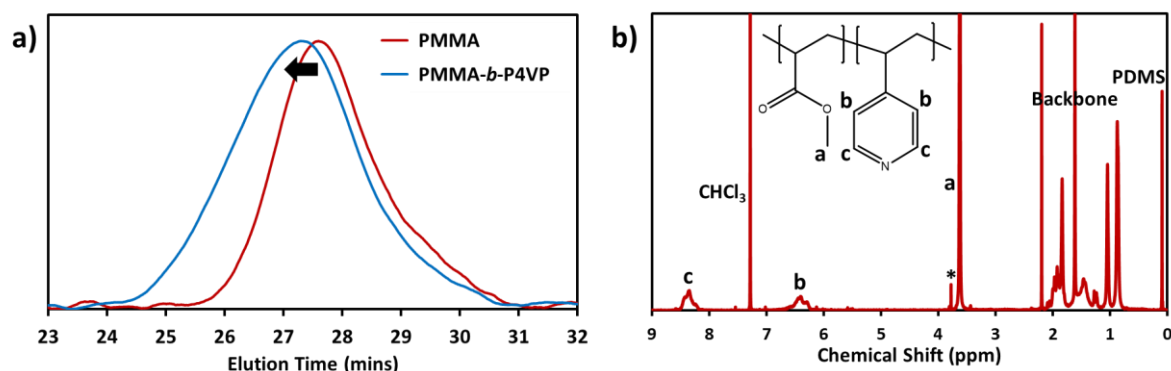 a)
PMMA
PMMA-b-P4VP
23 24 25 26 27 28 29 30 31 32
Elution Time (mins)
b)
b b
c c
N
O
O
a
CHCl3
c
b
*
a
Backbone
PDMS
9 8 7 6 5 4 3 2 1 0
Chemical Shift (ppm)